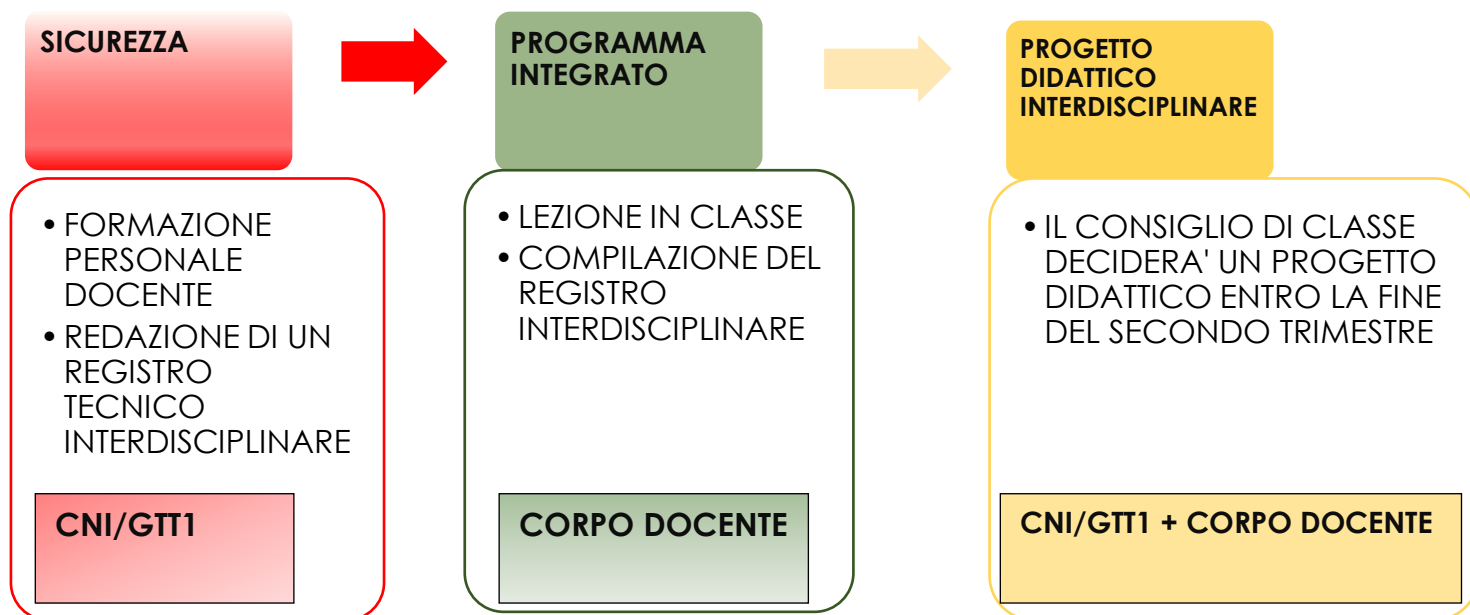 SICUREZZA
• FORMAZIONE
PERSONALE
DOCENTE
• REDAZIONE DI UN
REGISTRO
TECNICO
INTERDISCIPLINARE
CNI/GTT1
PROGRAMMA
INTEGRATO
• LEZIONE IN CLASSE
• COMPILAZIONE DEL
REGISTRO
INTERDISCIPLINARE
CORPO DOCENTE
PROGETTO
DIDATTICO
INTERDISCIPLINARE
• IL CONSIGLIO DI CLASSE
DECIDERA' UN PROGETTO
DIDATTICO ENTRO LA FINE
DEL SECONDO TRIMESTRE
CNI/GTT1 + CORPO DOCENTE